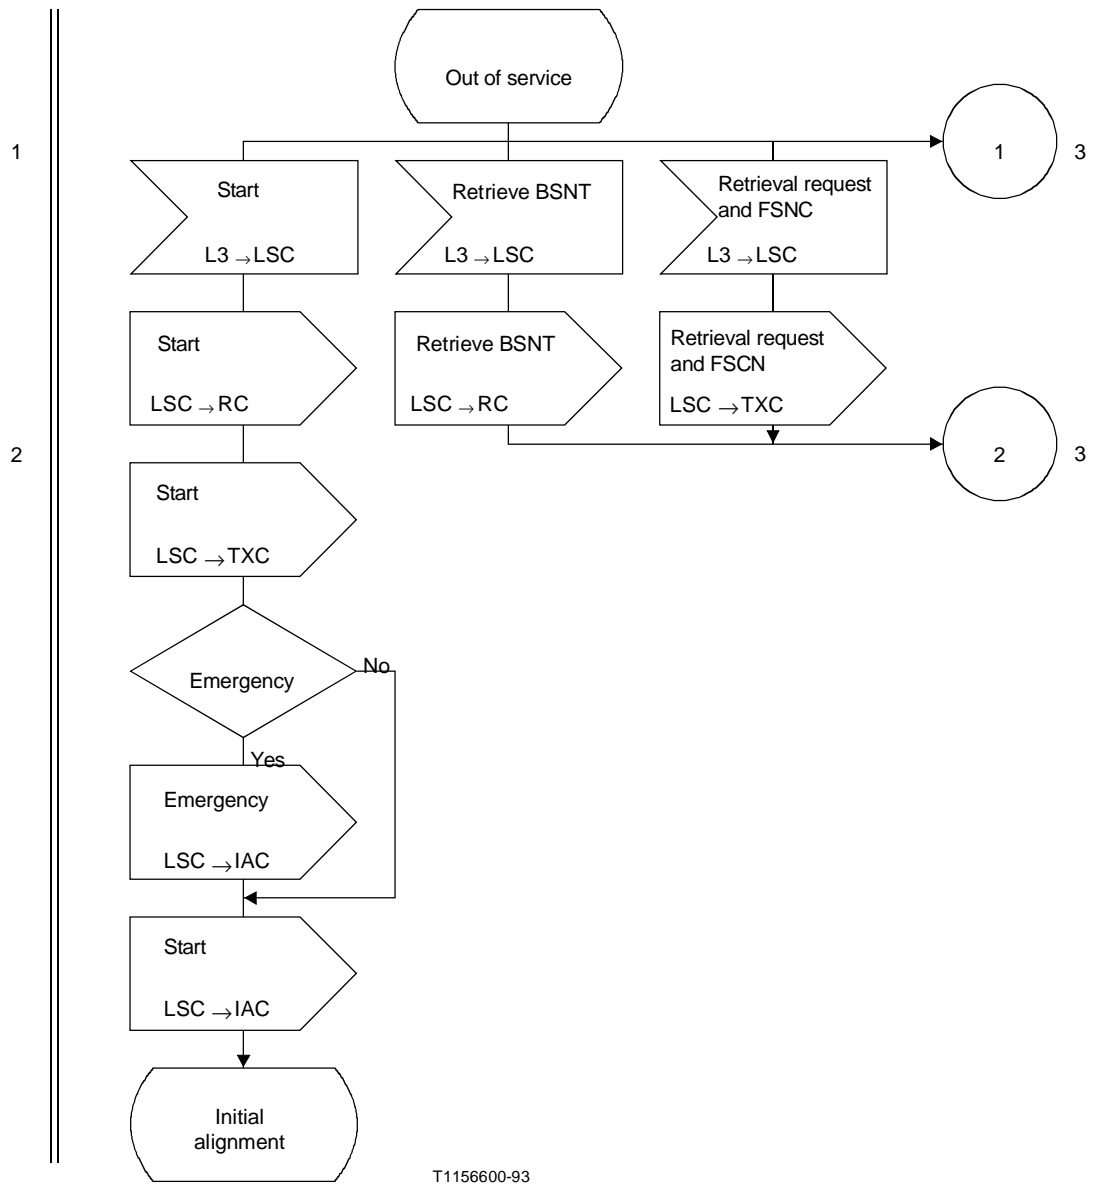 Out of service
1
1
3
Start
L3 → LSC
Retrieve BSNT
L3 → LSC
Retrieval request
and FSNC
L3 → LSC
Start
LSC → RC
Retrieve BSNT
LSC → RC
Retrieval request
and FSCN
LSC → TXC
2
2
3
Start
LSC → TXC
Emergency
No
Yes
Emergency
LSC → IAC
Start
LSC → IAC
Initial
alignment
T1156600-93